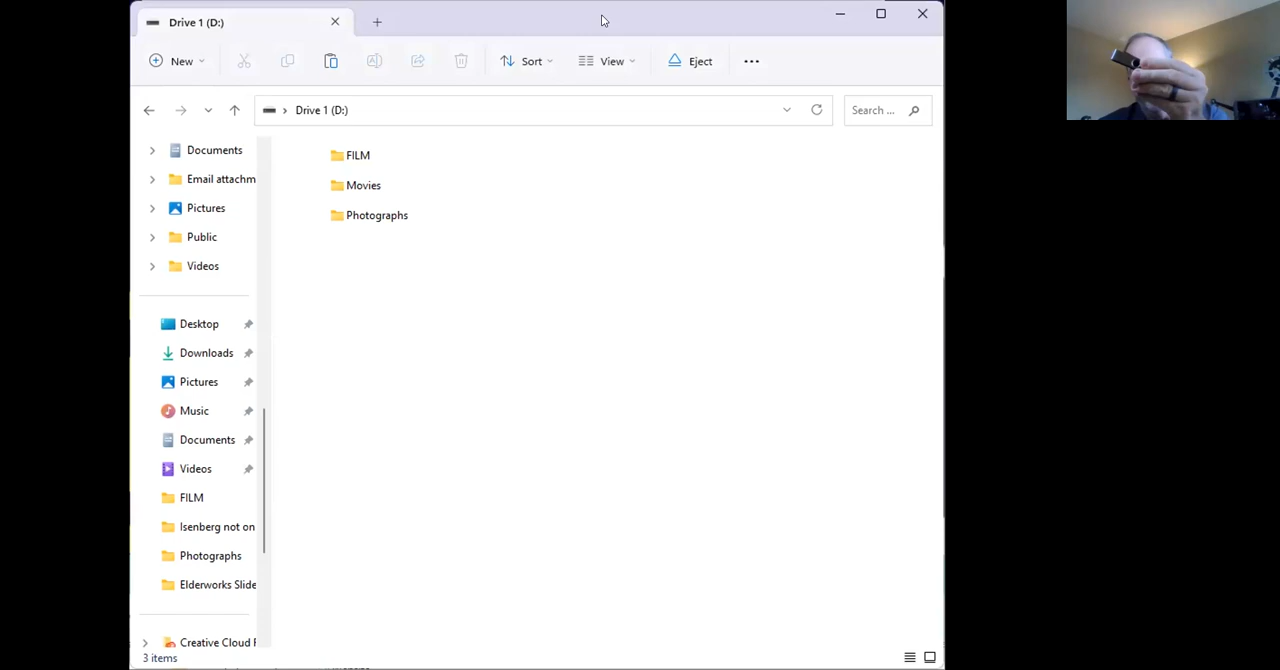 Drive 1 (D:)
New
Sort
View
Eject
Drive 1 (D:)
Search ...
Documents
Email attachm
Pictures
Public
Videos
Desktop
Downloads
Pictures
Music
Documents
Videos
FILM
Isenberg not on
Photographs
Elderworks Slide
Creative Cloud F
FILM
Movies
Photographs
3 items